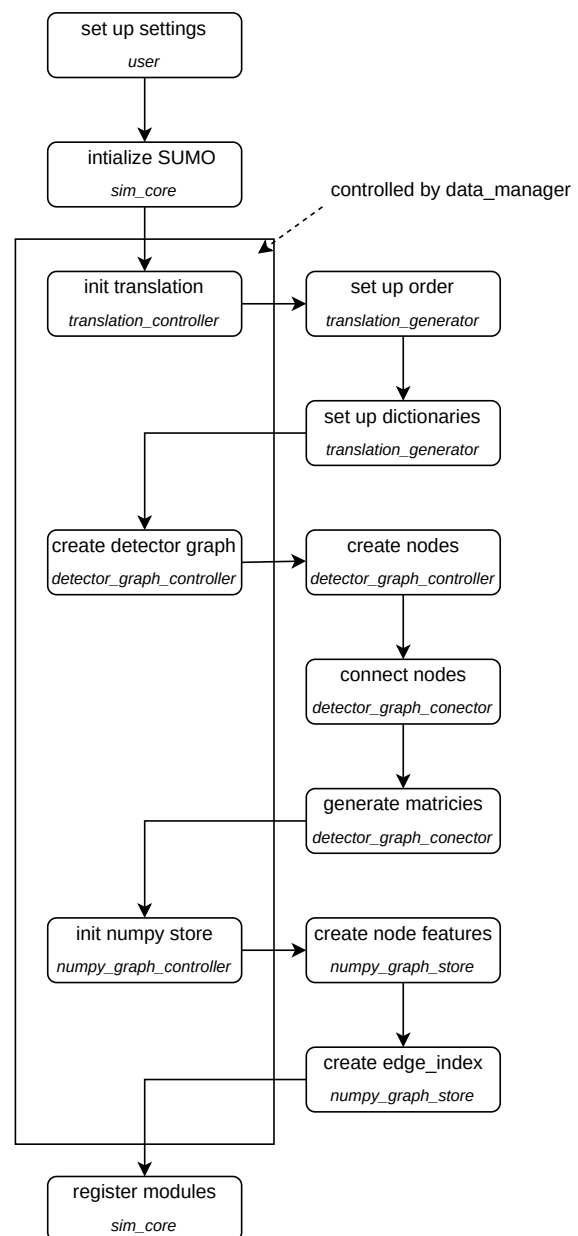 set up settings
user
intialize SUMO
sim_core
controlled by data_manager
init translation
translation_controller
set up order
translation_generator
set up dictionaries
translation_generator
create detector graph
detector_graph_controller
create nodes
detector_graph_controller
connect nodes
detector_graph_conector
generate matricies
detector_graph_conector
init numpy store
numpy_graph_controller
create node features
numpy_graph_store
create edge_index
numpy_graph_store
register modules
sim_core